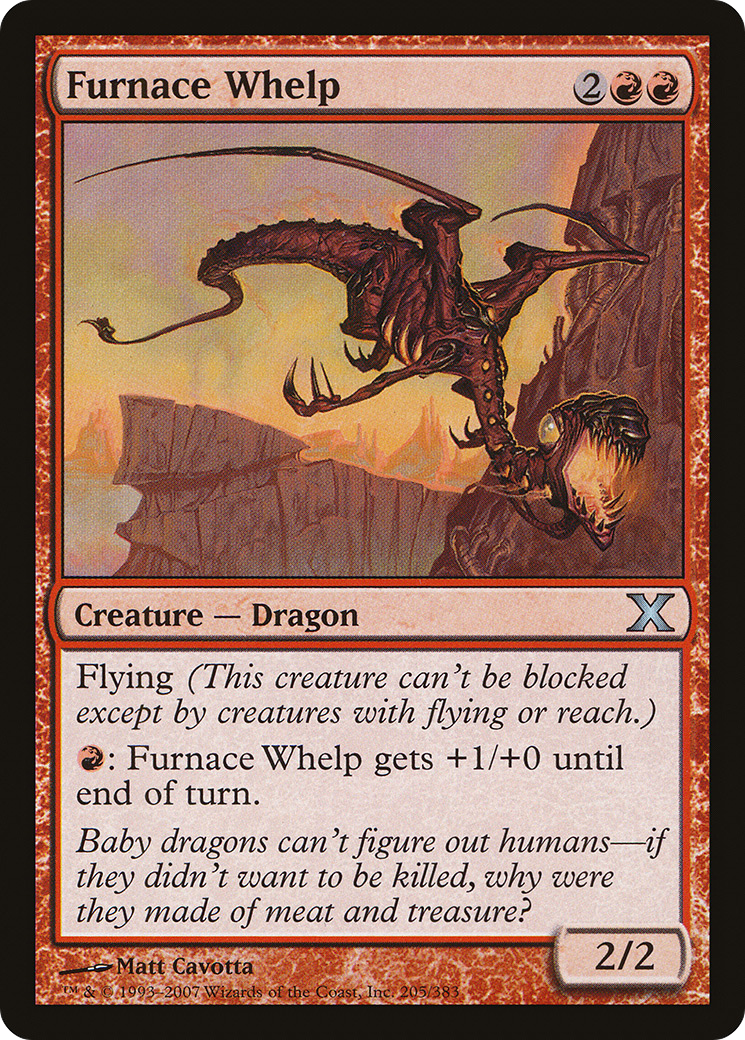 Furnace Whelp
2
Creature — Dragon
X
Flying (This creature can't be blocked
except by creatures with flying or reach.)
: Furnace Whelp gets +1/+0 until
end of turn.
Baby dragons can't figure out humans—if
they didn't want to be killed, why were
they made of meat and treasure?
2/2
Matt Cavotta
™ & © 1993–2007 Wizards of the Coast, Inc. 205/383